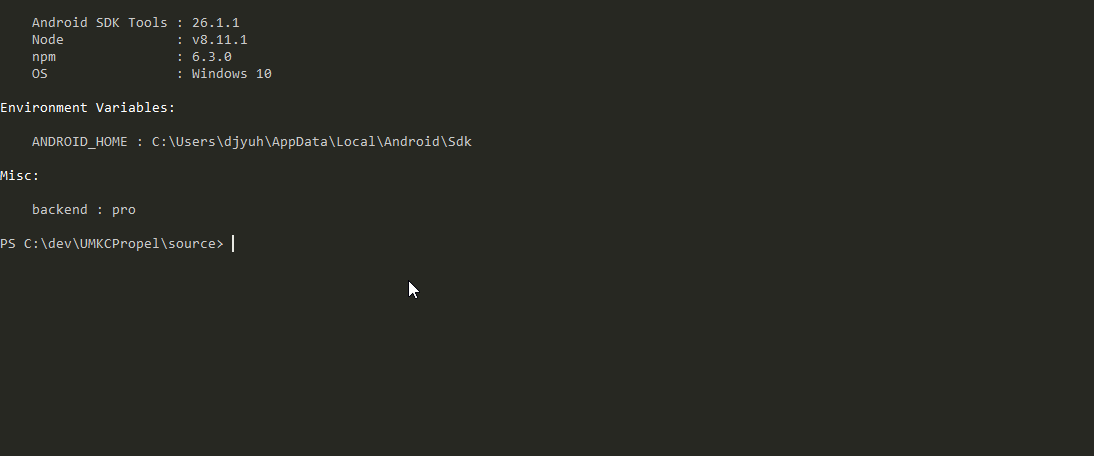 Android SDK Tools : 26.1.1
Node              : v8.11.1
npm               : 6.3.0
OS                : Windows 10
Environment Variables:
ANDROID_HOME : C:\Users\djyuh\AppData\Local\Android\Sdk
Misc:
backend : pro
PS C:\dev\UMKCPropel\source>